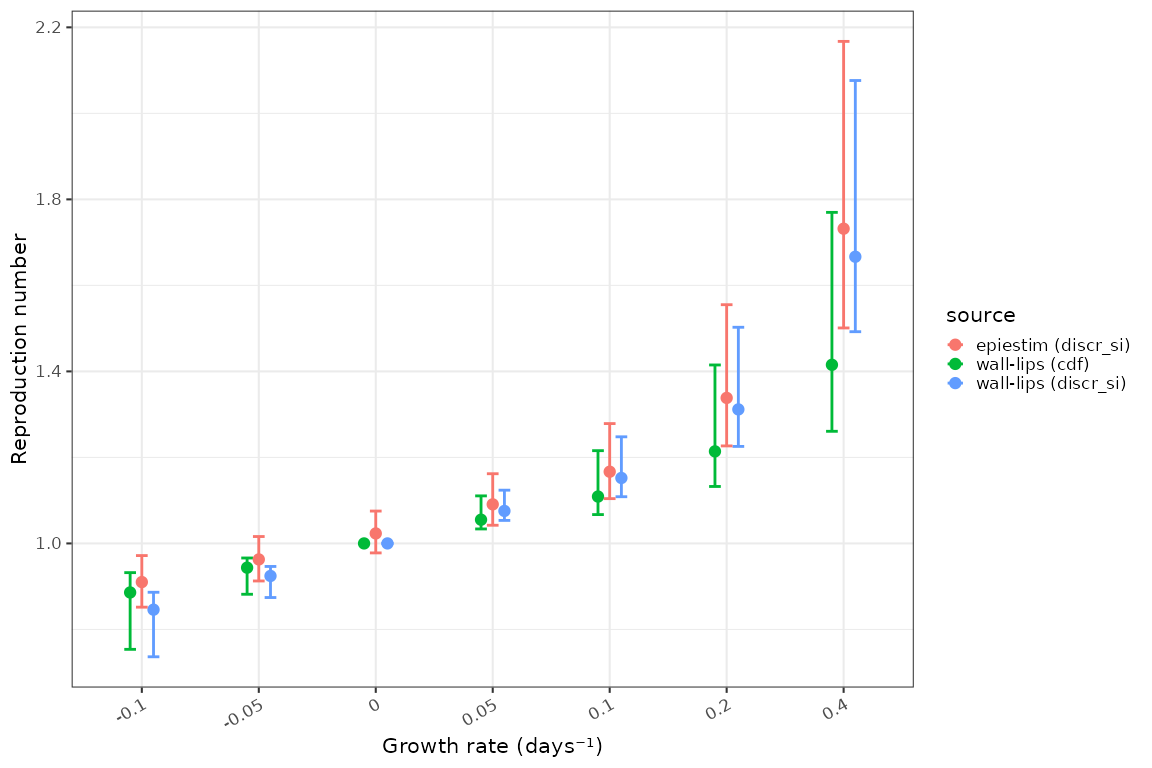 2.2
1.8
1.4
1.0
Reproduction number
-0.1
-0.05
0
0.05
0.1
0.2
0.4
Growth rate (days⁻¹)
source
epiestim (discr_si)
wall-lips (cdf)
wall-lips (discr_si)